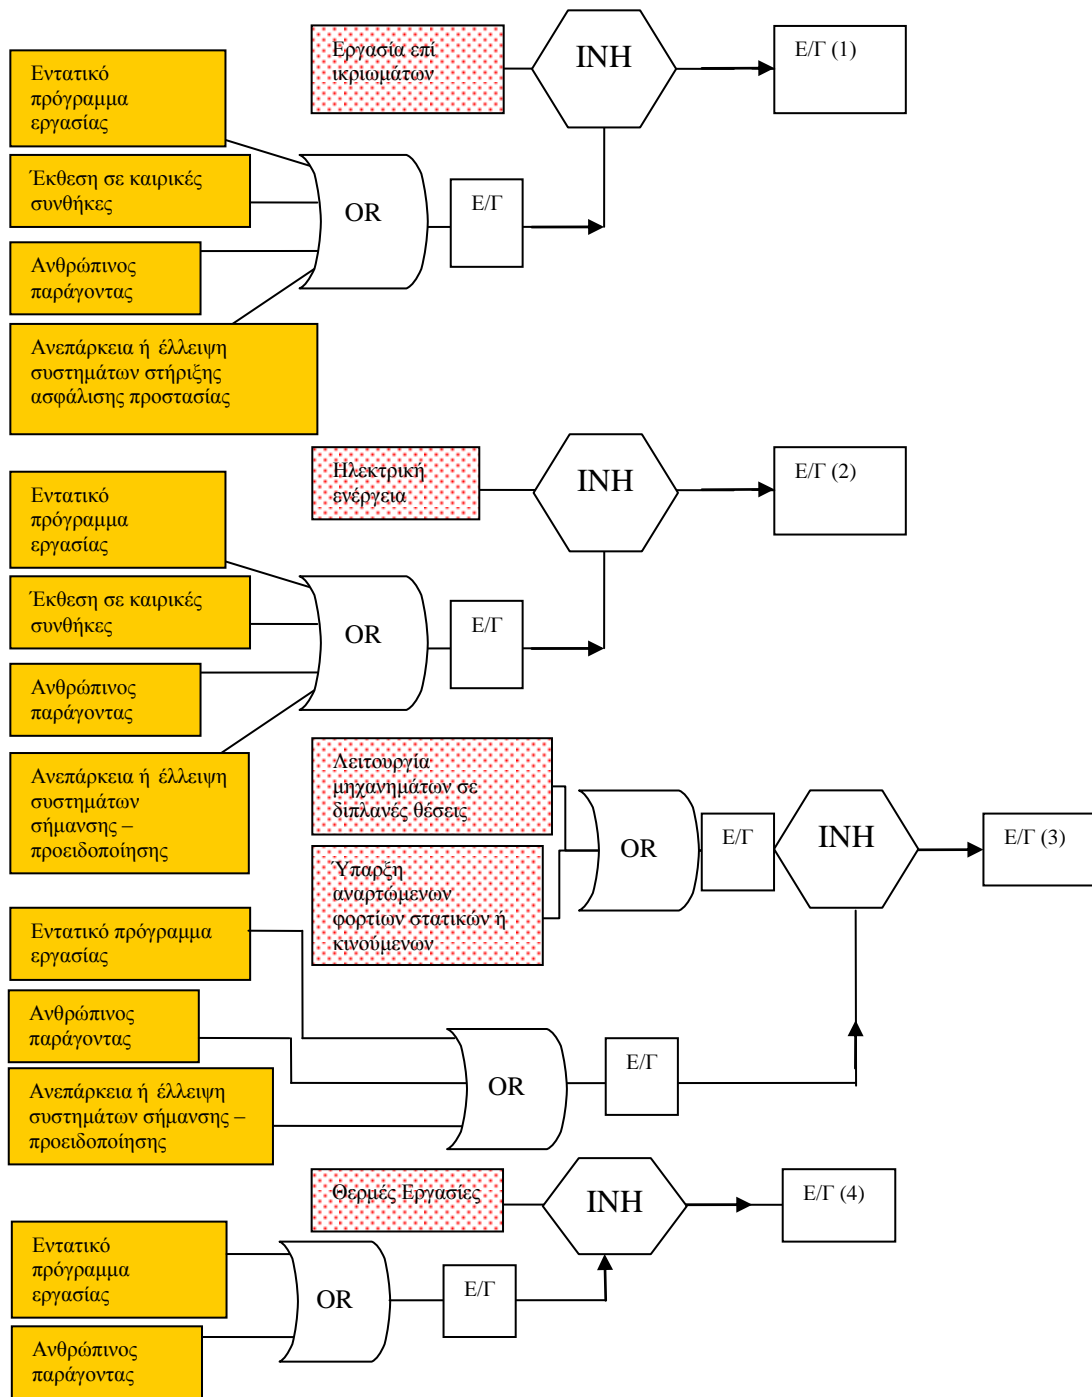 Εργασία επί
ικριωμάτων
INH
Ε/Γ (1)
Εντατικό
πρόγραμμα
εργασίας
Έκθεση σε καιρικές
συνθήκες
OR
Ε/Γ
Ανθρώπινος
παράγοντας
Ανεπάρκεια ή έλλειψη
συστημάτων στήριξης
ασφάλισης προστασίας
Ηλεκτρική
ενέργεια
INH
Ε/Γ (2)
Εντατικό
πρόγραμμα
εργασίας
Έκθεση σε καιρικές
συνθήκες
OR
Ε/Γ
Ανθρώπινος
παράγοντας
Ανεπάρκεια ή έλλειψη
συστημάτων
σήμανσης –
προειδοποίησης
Λειτουργία
μηχανημάτων σε
διπλανές θέσεις
OR
Ε/Γ
INH
Ε/Γ (3)
Ύπαρξη
αναρτώμενων
φορτίων στατικών ή
κινούμενων
Εντατικό πρόγραμμα
εργασίας
Ανθρώπινος
παράγοντας
OR
Ε/Γ
Ανεπάρκεια ή έλλειψη
συστημάτων σήμανσης –
προειδοποίησης
Θερμές Εργασίες
INH
Ε/Γ (4)
Εντατικό
πρόγραμμα
εργασίας
OR
Ε/Γ
Ανθρώπινος
παράγοντας